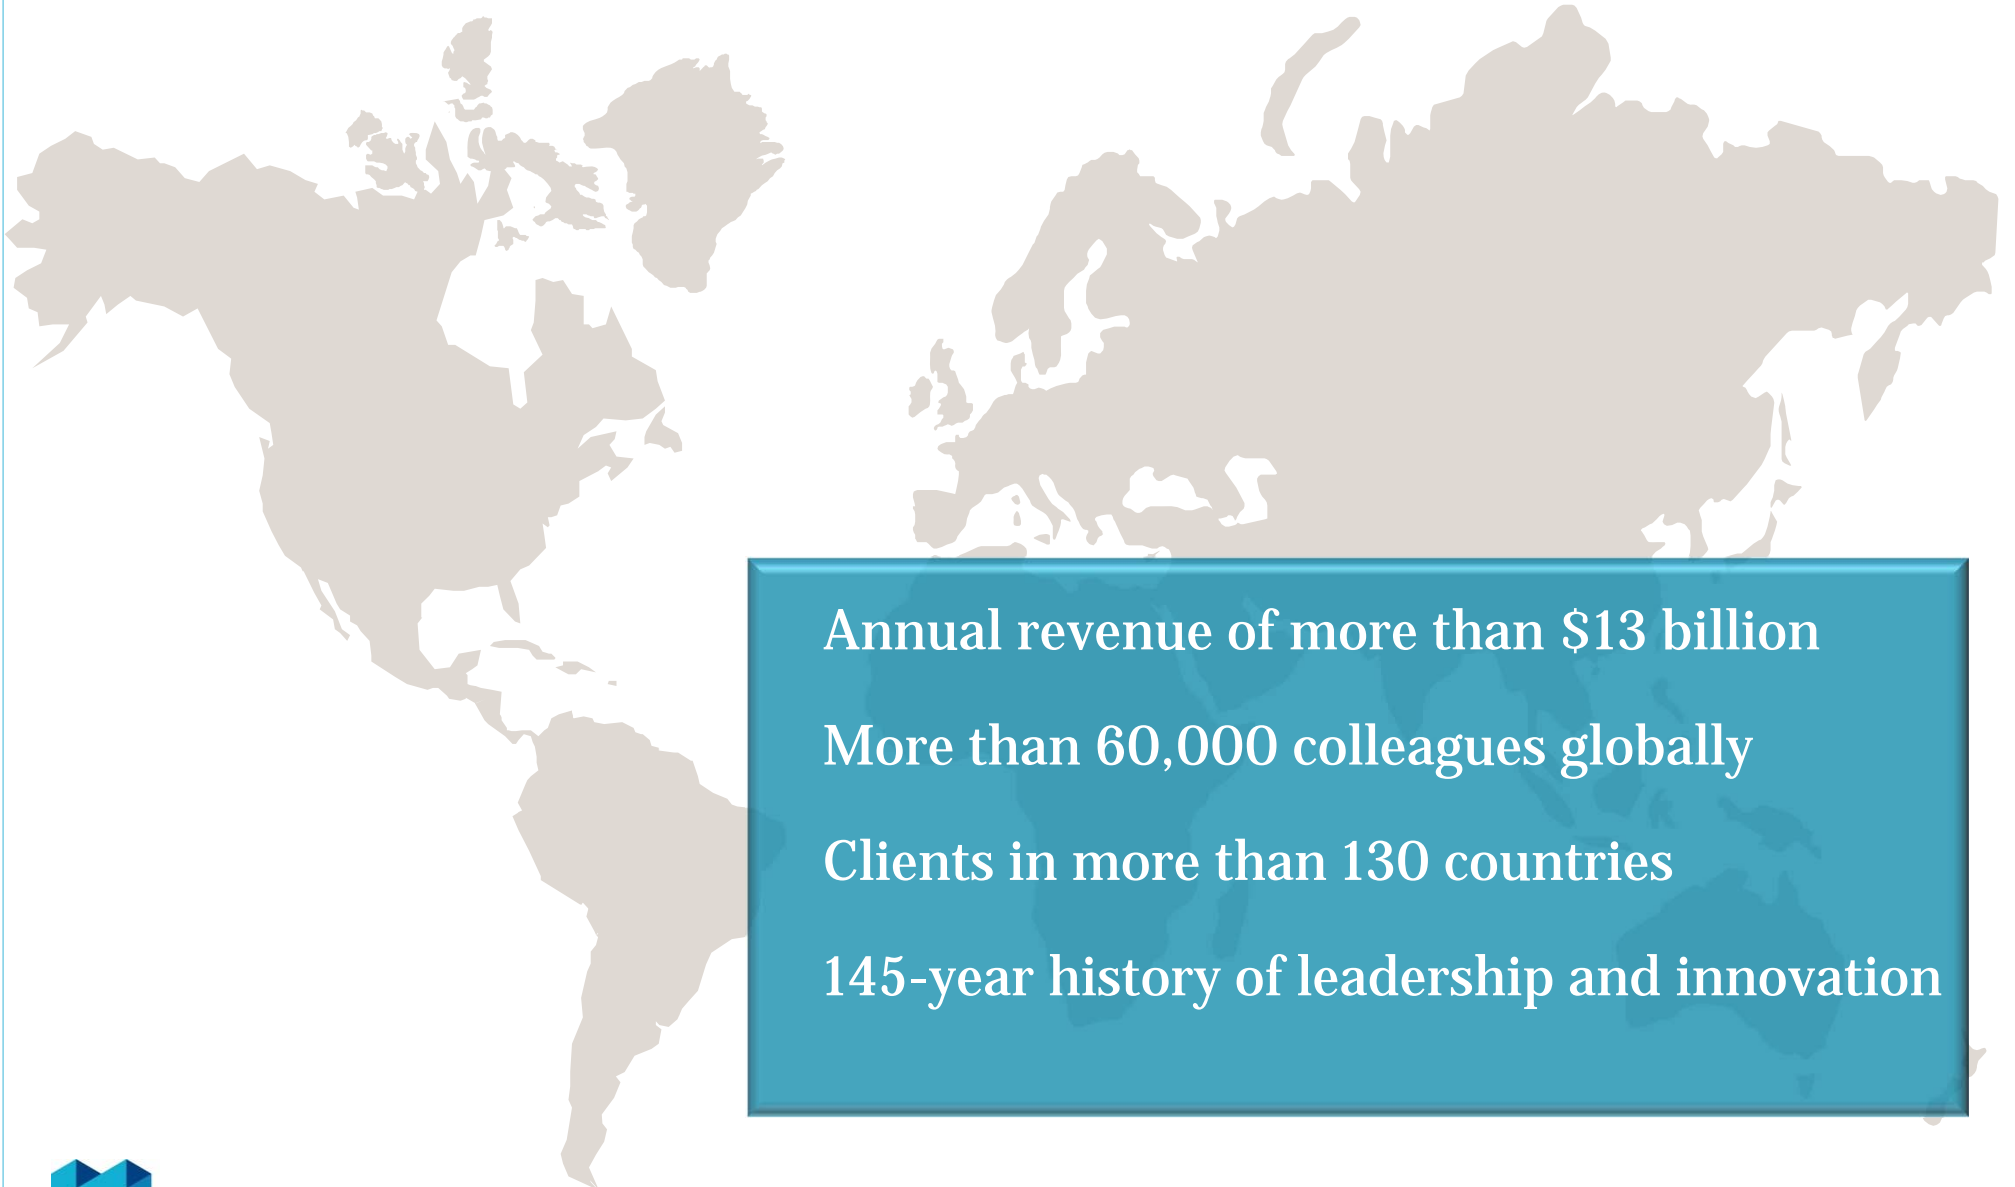 Annual revenue of more than $13 billion
More than 60,000 colleagues globally
Clients in more than 130 countries
145-year history of leadership and innovation